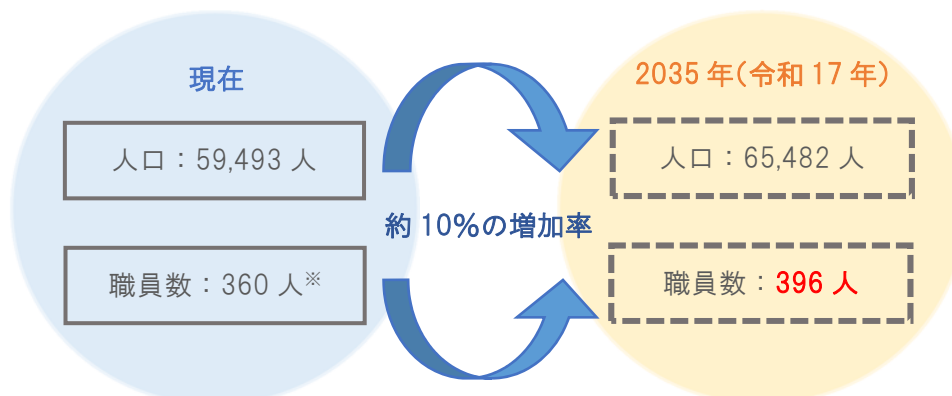 現在
人口：59,493 人
職員数：360 人※
約 10%の増加率
2035 年(令和 17 年)
人口：65,482 人
職員数：396 人